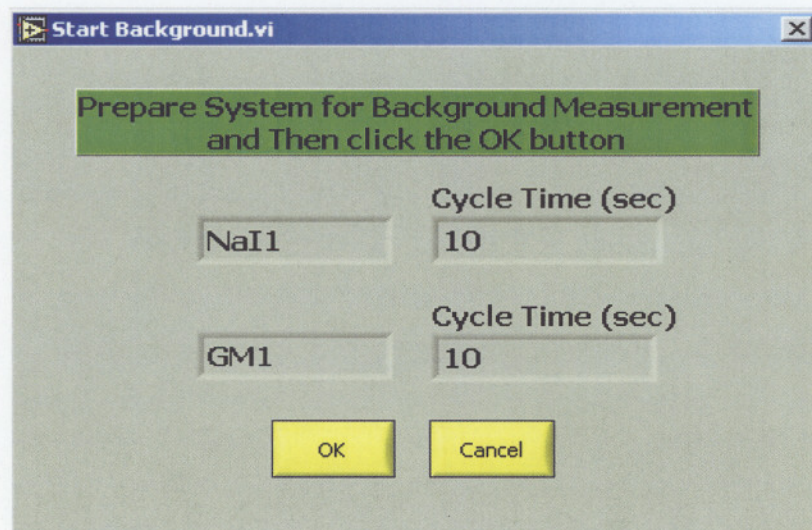 Start Background.vi
Prepare System for Background Measurement
and Then click the OK button
Cycle Time (sec)
NaI1
10
Cycle Time (sec)
GM1
10
OK
Cancel